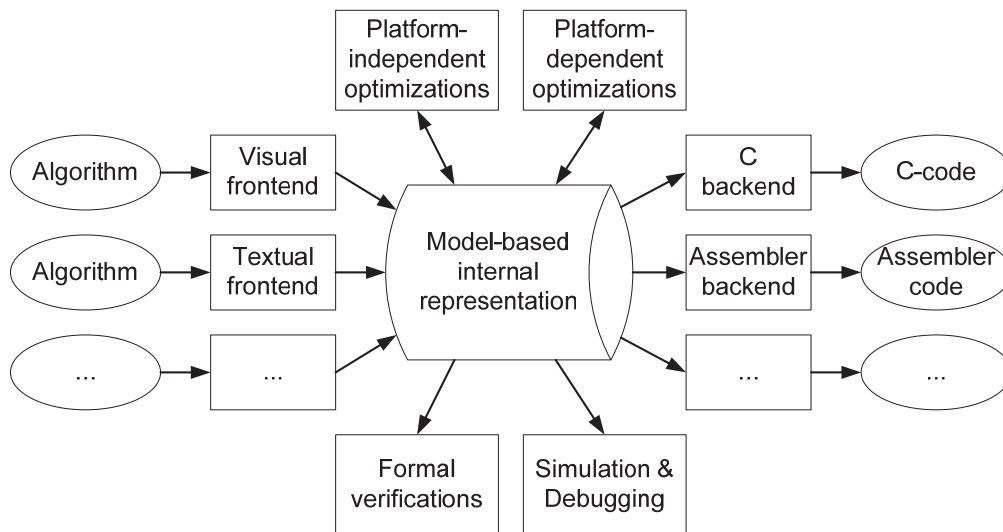 Platform-
independent
optimizations
Platform-
dependent
optimizations
Algorithm
Visual
frontend
C
backend
C-code
Algorithm
Textual
frontend
Model-based
internal
representation
Assembler
backend
Assembler
code
...
...
...
...
Formal
verifications
Simulation &
Debugging